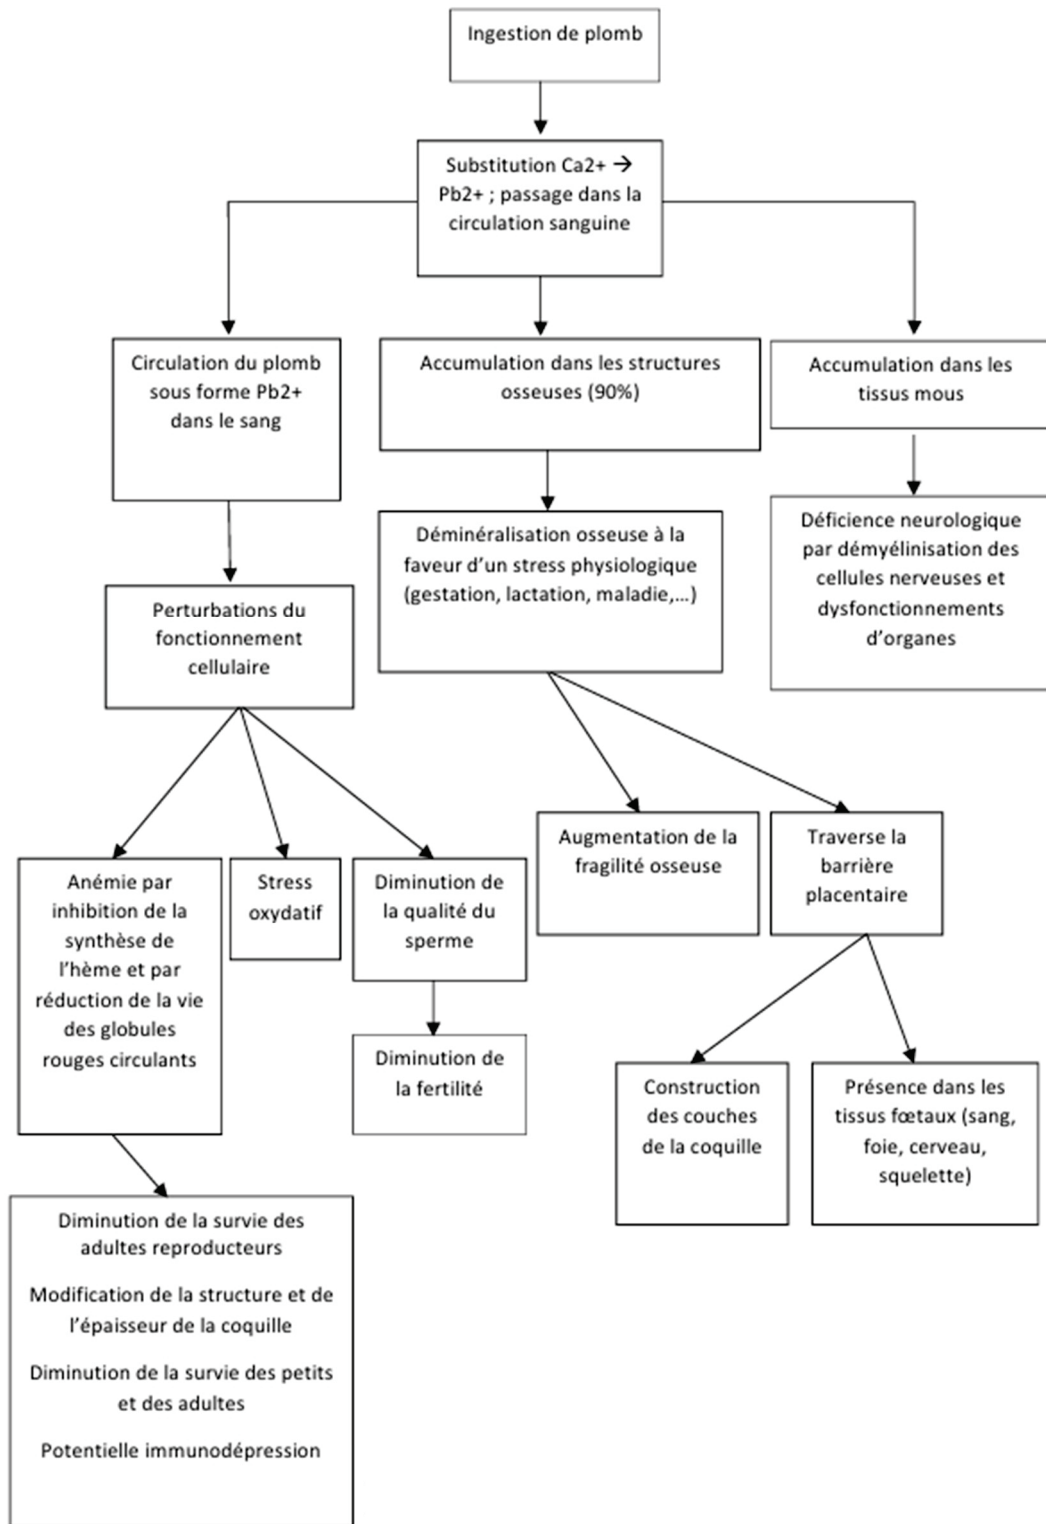 Ingestion de plomb
Substitution Ca2+ →
Pb2+ ; passage dans la
circulation sanguine
Circulation du plomb
sous forme Pb2+
dans le sang
Accumulation dans les structures
osseuses (90%)
Accumulation dans les
tissus mous
Perturbations du
fonctionnement
cellulaire
Déminéralisation osseuse à la
faveur d'un stress physiologique
(gestation, lactation, maladie,...)
Déficience neurologique
par démyélinisation des
cellules nerveuses et
dysfonctionnements
d'organes
Anémie par
inhibition de la
synthèse de
l'hème et par
réduction de la vie
des globules
rouges circulants
Stress
oxydatif
Diminution de
la qualité du
sperme
Augmentation de la
fragilité osseuse
Traverse la
barrière
placentaire
Diminution de
la fertilité
Construction
des couches
de la coquille
Présence dans les
tissus fœtaux (sang,
foie, cerveau,
squelette)
Diminution de la survie des
adultes reproducteurs
Modification de la structure et de
l'épaisseur de la coquille
Diminution de la survie des petits
et des adultes
Potentielle immunodépression